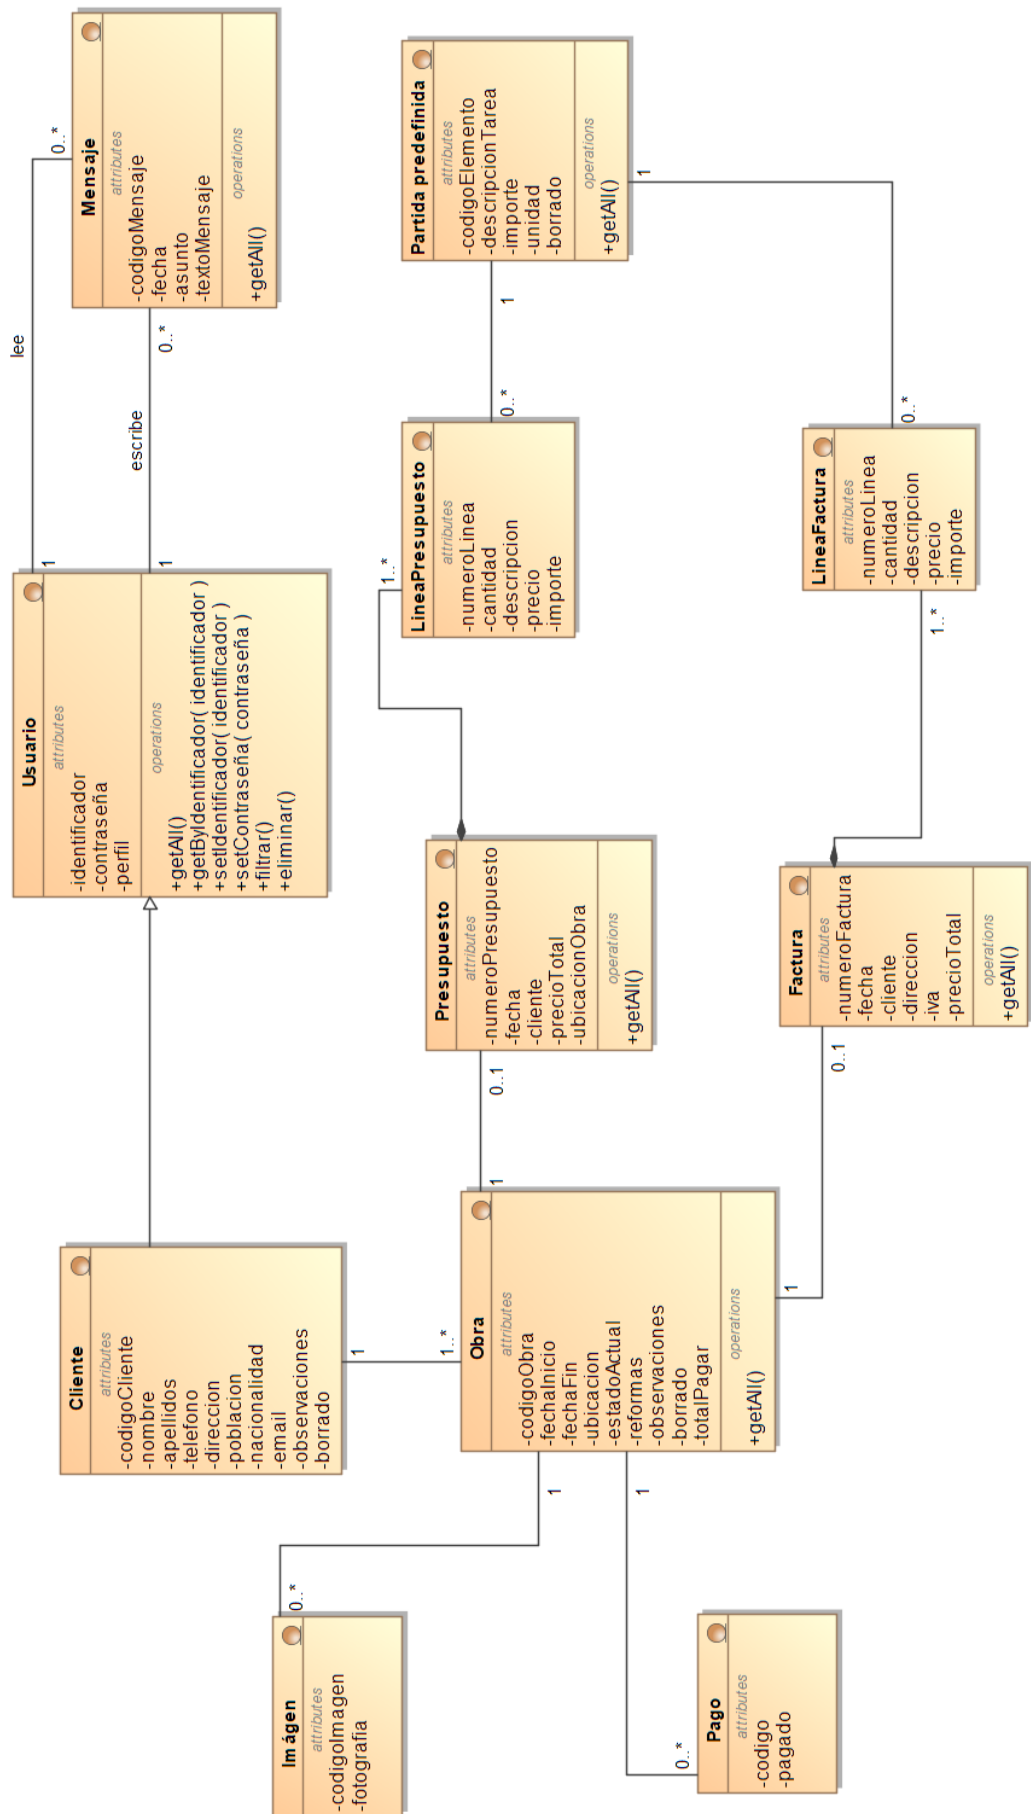 Mensaje
attributes
-codigoMensaje
-fecha
-asunto
-textoMensaje
operations
+getAll()
0..*
lee
1
0..*
escribe
1
Usuario
attributes
-identificador
-contraseña
-perfil
operations
+getAll()
+getByIdentificador( identificador )
+setIdentificador( identificador )
+setContraseña( contraseña )
+filtrar()
+eliminar()
Partida predefinida
attributes
-codigoElemento
-descripcionTarea
-importe
-unidad
-borrado
operations
+getAll()
1
0..*
LineaPresupuesto
attributes
-numeroLinea
-cantidad
-descripcion
-precio
-importe
1..*
1
0..*
LineaFactura
attributes
-numeroLinea
-cantidad
-descripcion
-precio
-importe
1..*
Presupuesto
attributes
-numeroPresupuesto
-fecha
-cliente
-precioTotal
-ubicacionObra
operations
+getAll()
0..1
1
Factura
attributes
-numeroFactura
-fecha
-cliente
-direccion
-iva
-precioTotal
operations
+getAll()
0..1
1
Cliente
attributes
-codigoCliente
-nombre
-apellidos
-telefono
-direccion
-poblacion
-nacionalidad
-email
-observaciones
-borrado
1
1..*
Obra
attributes
-codigoObra
-fechaInicio
-fechaFin
-ubicacion
-estadoActual
-reformas
-observaciones
-borrado
-totalPagar
operations
+getAll()
1
0..*
Imágen
attributes
-codigoImagen
-fotografia
1
0..*
Pago
attributes
-codigo
-pagado